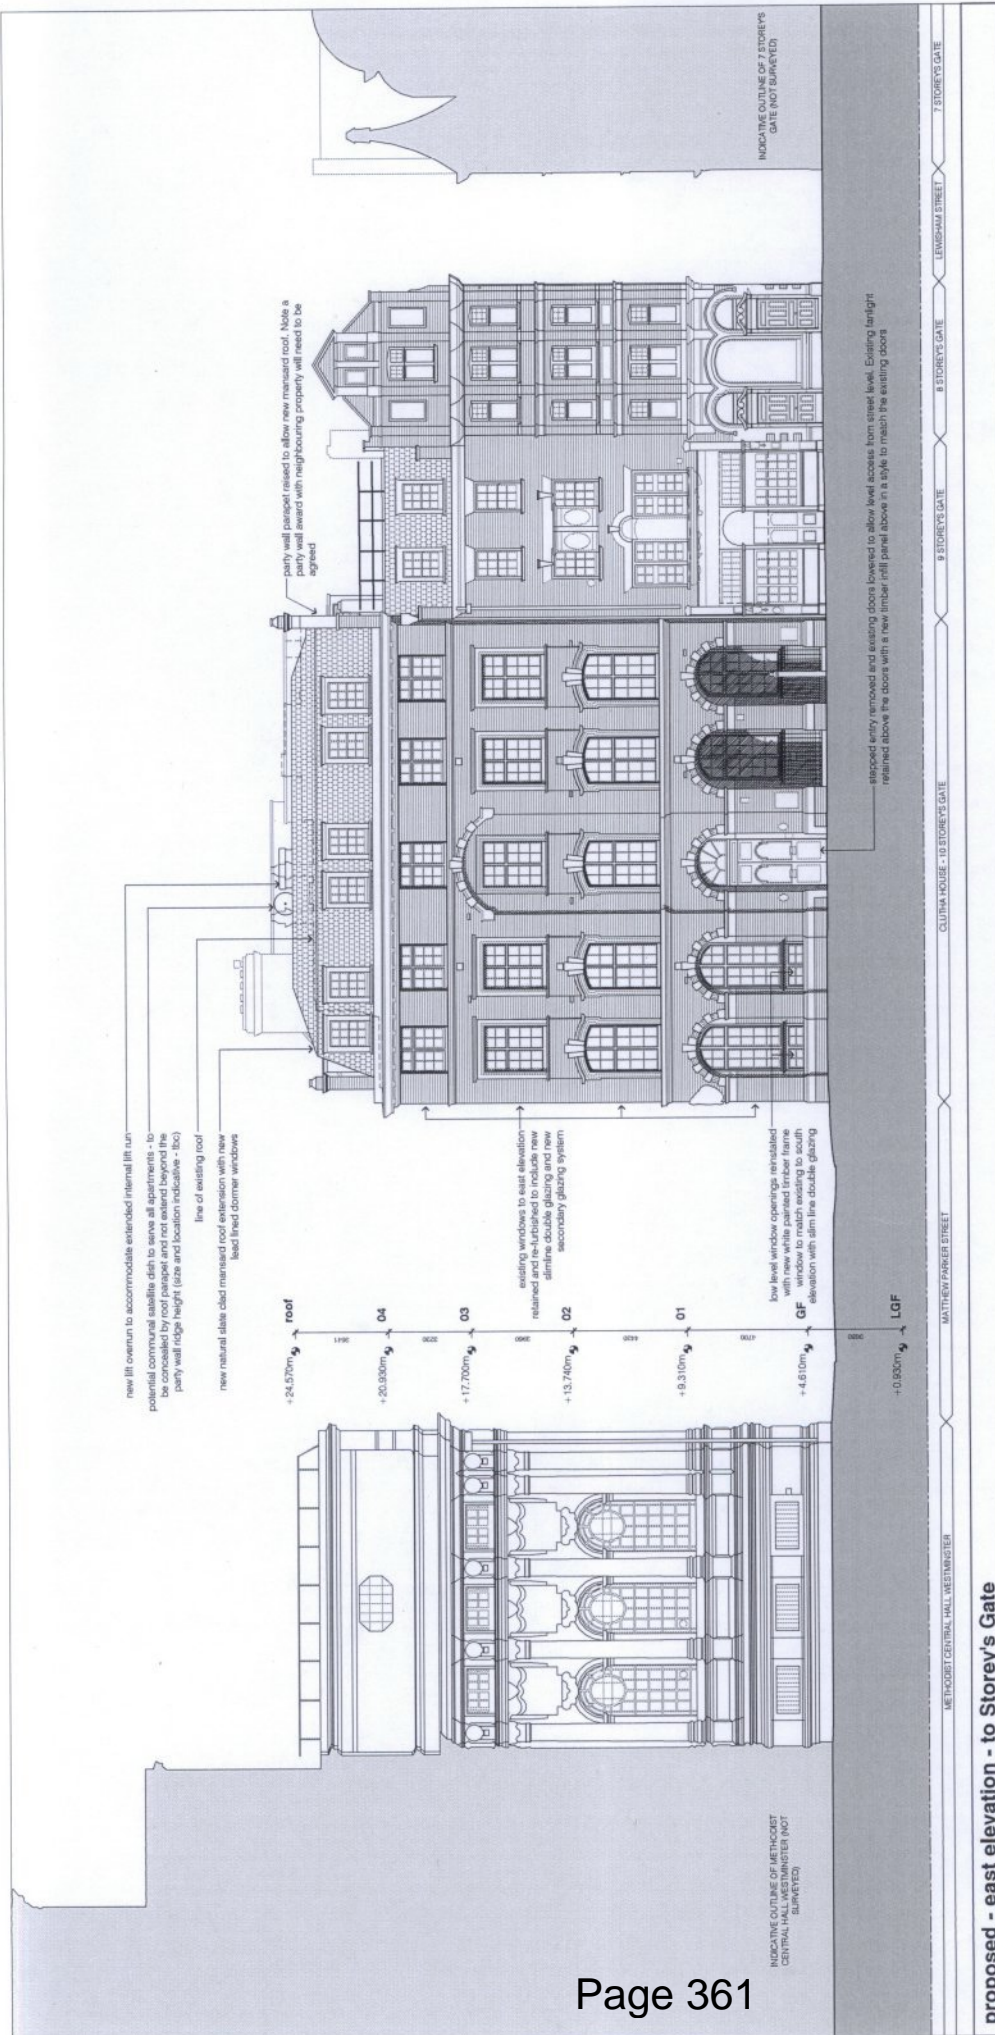 new lift overrun to accommodate extended internal lift run
potential communal satellite dish to serve all apartments - to
be concealed by roof parapet and not extend beyond the
party wall ridge height (size and location indicative - tbc)
line of existing roof
new natural slate clad mansard roof extension with new
lead lined dormer windows
party wall parapet raised to allow new mansard roof. Note a
party wall award with neighbouring property will need to be
agreed
existing windows to east elevation
retained and re-furbished to include new
slimline double glazing and new
secondary glazing system
low level window openings reinstated
with new white painted timber frame
window to match existing to south
elevation with slim line double glazing
stepped entry removed and existing doors lowered to allow level access from street level. Existing fanlight
retained above the doors with a new timber infill panel above in a style to match the existing doors
+24.570m roof
3641
+20.930m 04
3230
+17.700m 03
3960
+13.740m 02
4430
+9.310m 01
4700
+4.610m GF
+0.930m LGF
INDICATIVE OUTLINE OF METHODIST
CENTRAL HALL WESTMINSTER (NOT
SURVEYED)
INDICATIVE OUTLINE OF 7 STOREY'S
GATE (NOT SURVEYED)
METHODIST CENTRAL HALL WESTMINSTER
MATTHEW PARKER STREET
CLUTHA HOUSE - 10 STOREY'S GATE
9 STOREY'S GATE
8 STOREY'S GATE
LEWISHAM STREET
7 STOREY'S GATE
proposed - east elevation - to Storey's Gate
Page 361